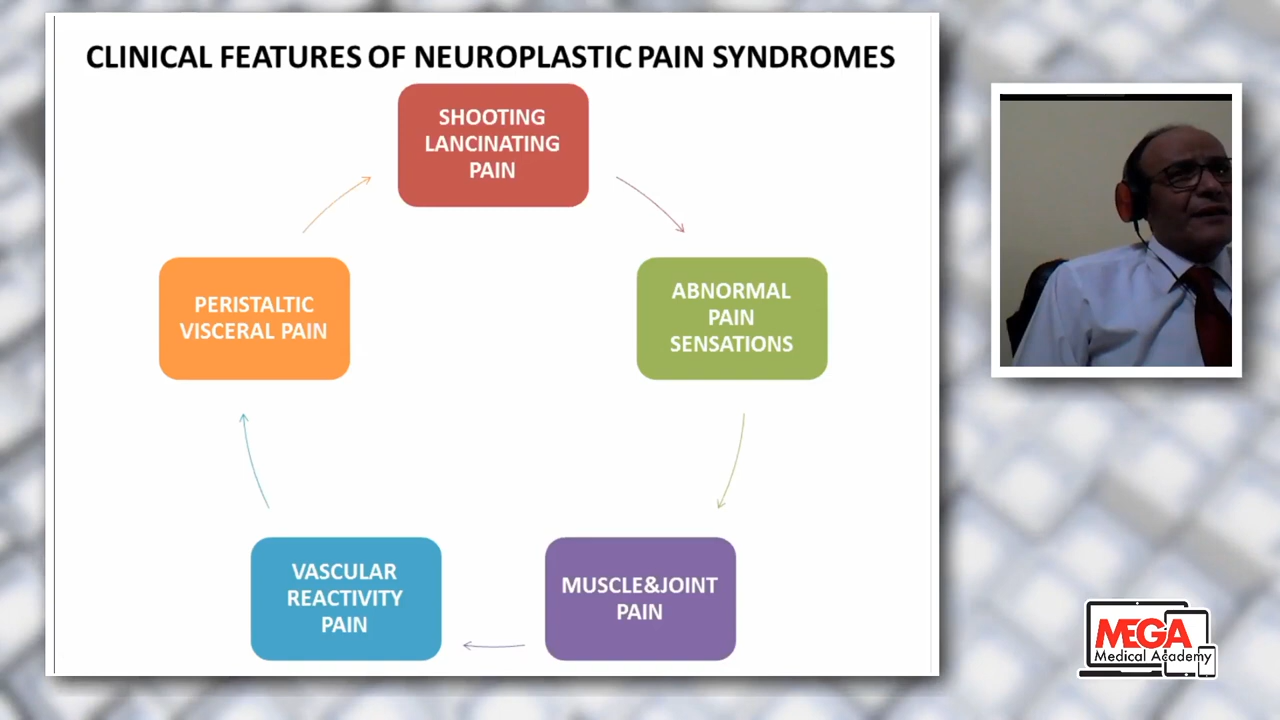 CLINICAL FEATURES OF NEUROPLASTIC PAIN SYNDROMES
SHOOTING
LANCINATING
PAIN
ABNORMAL
PAIN
SENSATIONS
MUSCLE&JOINT
PAIN
VASCULAR
REACTIVITY
PAIN
PERISTALTIC
VISCERAL PAIN
MEGA
Medical Academy